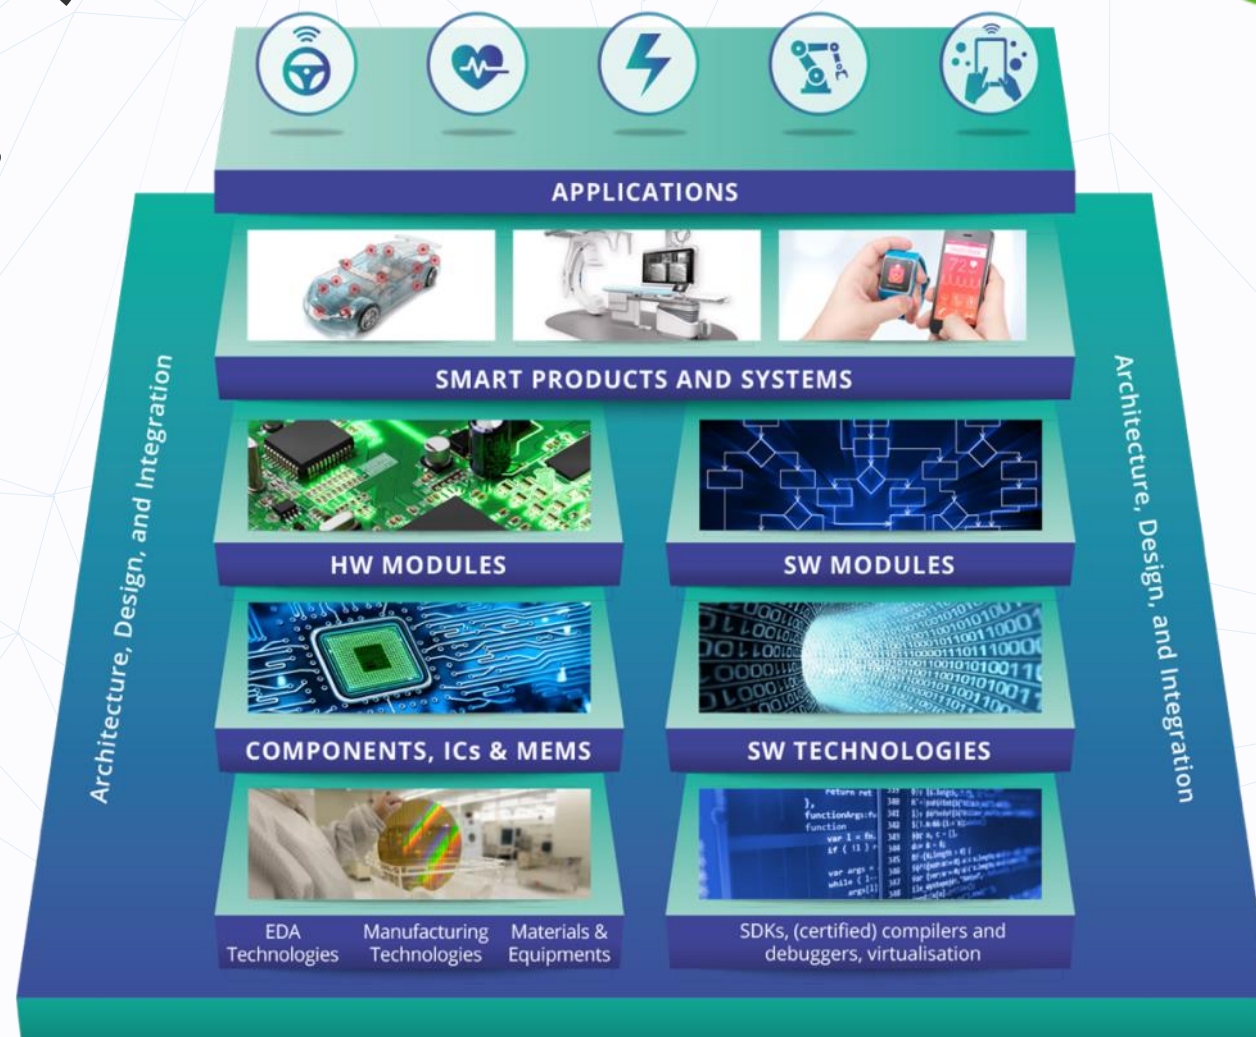 APPLICATIONS
SMART PRODUCTS AND SYSTEMS
Architecture, Design, and Integration
Architecture, Design, and Integration
HW MODULES
SW MODULES
COMPONENTS, ICs & MEMS
SW TECHNOLOGIES
EDA
Technologies
Manufacturing
Technologies
Materials &
Equipments
SDKs, (certified) compilers and
debuggers, virtualisation